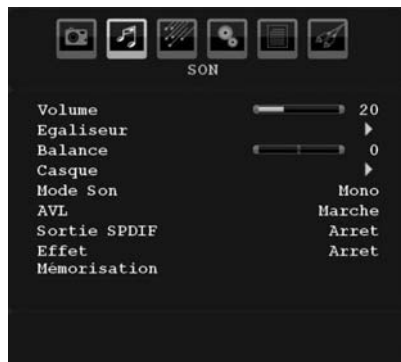 SON
Volume 20
Egaliseur
Balance 0
Casque
Mode Son Mono
AVL Marche
Sortie SPDIF Arret
Effet Arret
Mémorisation